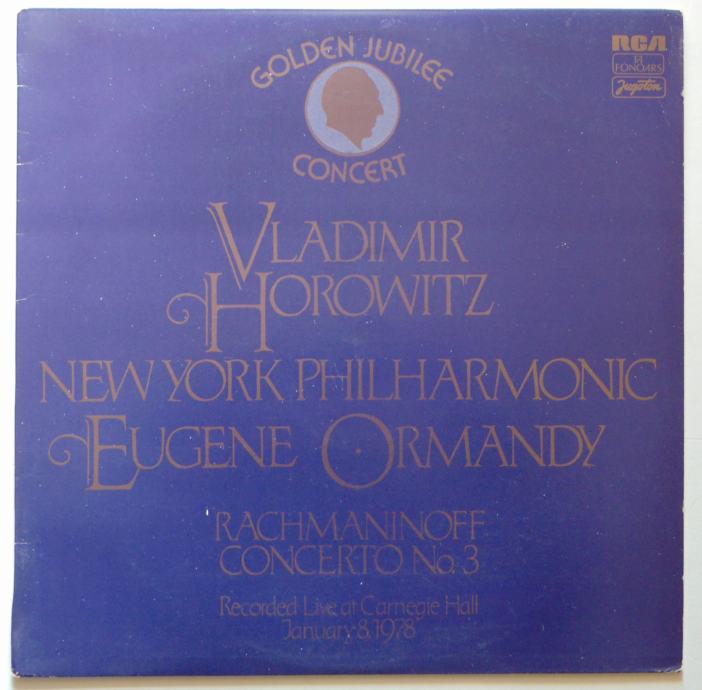 GOLDEN JUBILEE
CONCERT
RCA
FONOARS
Jugoton
VLADIMIR
HOROWITZ
NEW YORK PHILHARMONIC
EUGENE ORMANDY
RACHMANINOFF
CONCERTO No. 3
Recorded Live at Carnegie Hall
January 8, 1978